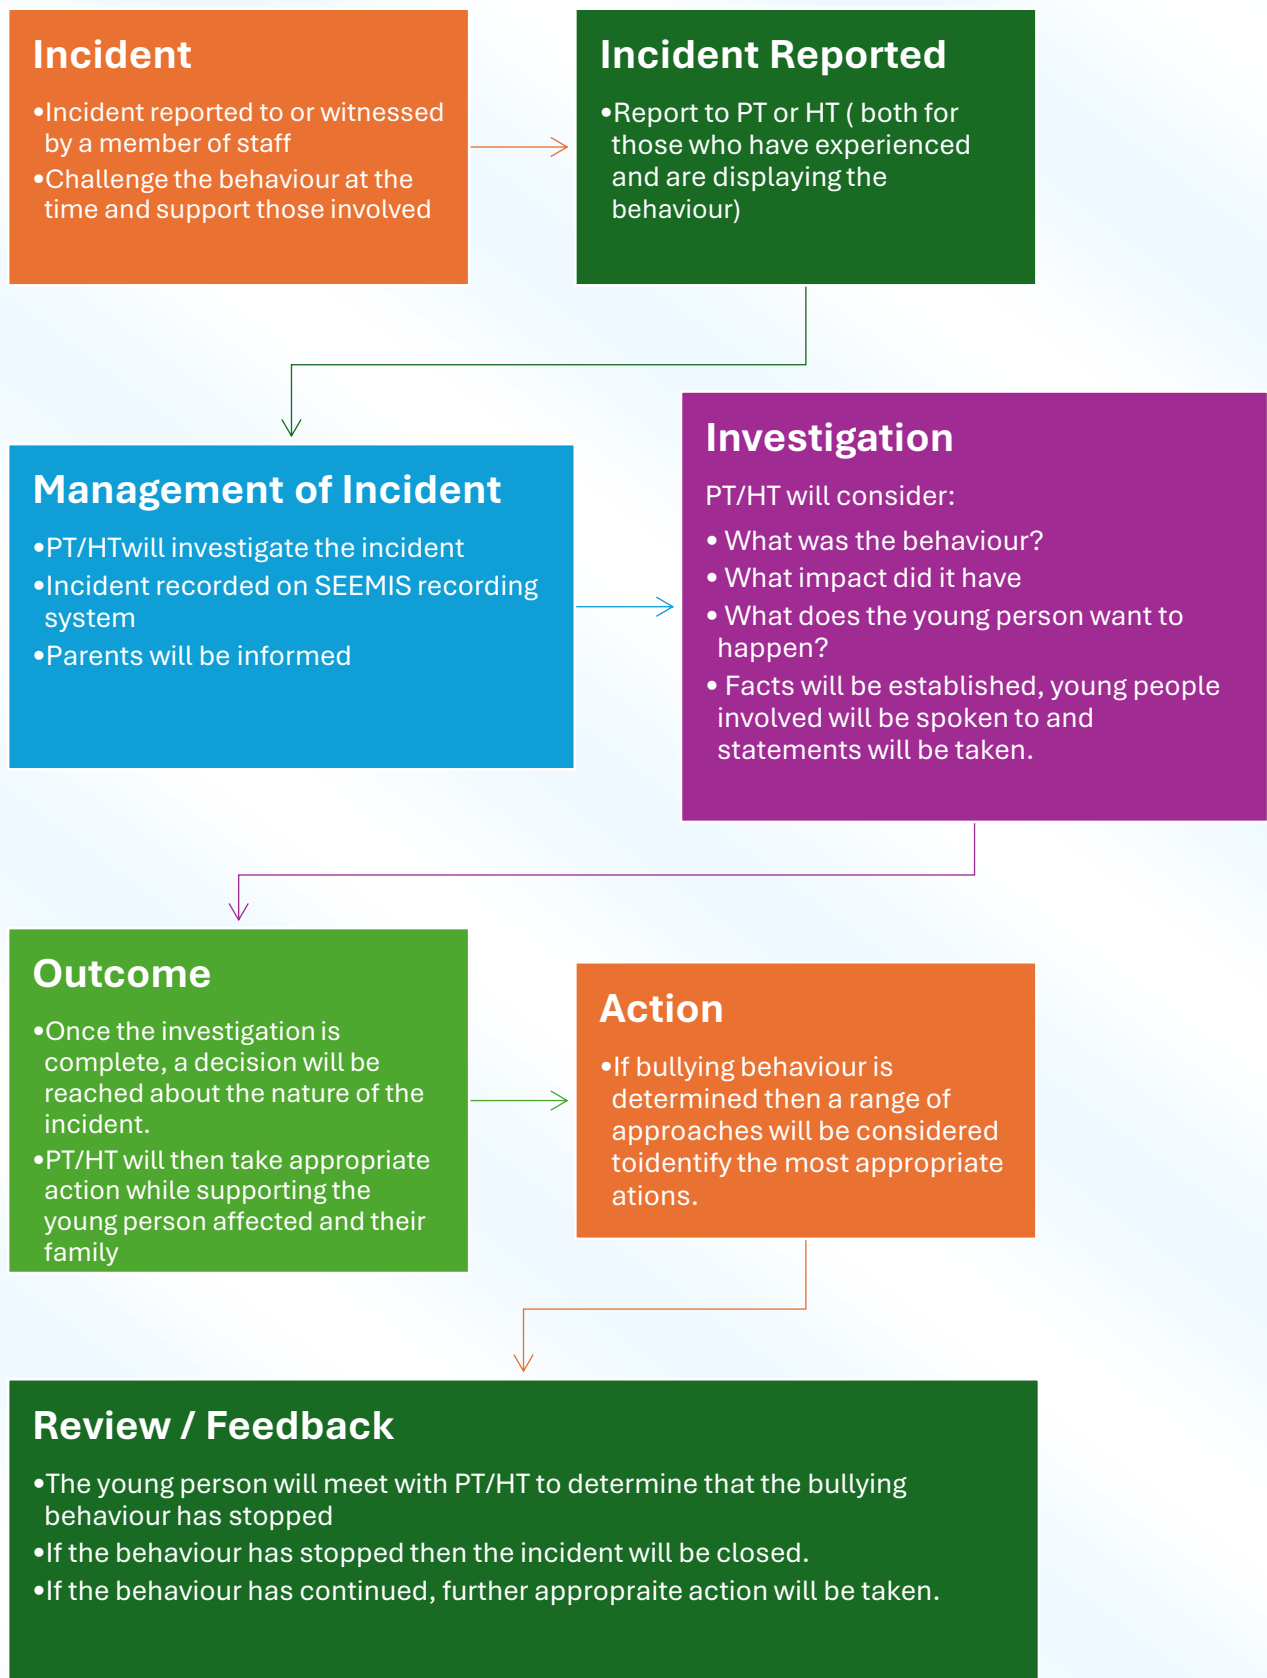 Incident
•Incident reported to or witnessed
by a member of staff
•Challenge the behaviour at the
time and support those involved
Incident Reported
•Report to PT or HT ( both for
those who have experienced
and are displaying the
behaviour)
Management of Incident
•PT/HTwill investigate the incident
•Incident recorded on SEEMIS recording
system
•Parents will be informed
Investigation
PT/HT will consider:
• What was the behaviour?
• What impact did it have
• What does the young person want to
happen?
• Facts will be established, young people
involved will be spoken to and
statements will be taken.
Outcome
•Once the investigation is
complete, a decision will be
reached about the nature of the
incident.
•PT/HT will then take appropriate
action while supporting the
young person affected and their
family
Action
•If bullying behaviour is
determined then a range of
approaches will be considered
toidentify the most appropriate
ations.
Review / Feedback
•The young person will meet with PT/HT to determine that the bullying
behaviour has stopped
•If the behaviour has stopped then the incident will be closed.
•If the behaviour has continued, further appropraite action will be taken.